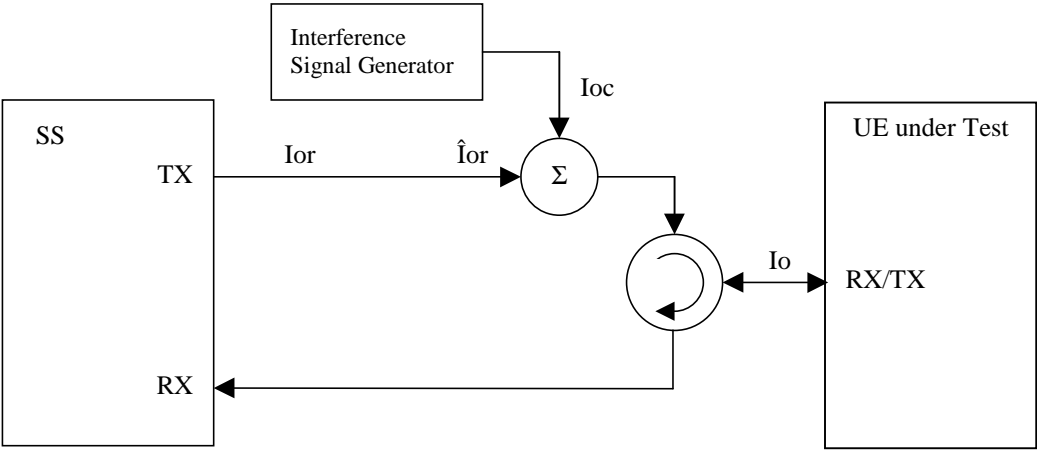 Interference
Signal Generator
Ioc
SS
UE under Test
TX
Ior
Îor
Σ
Io
RX/TX
RX